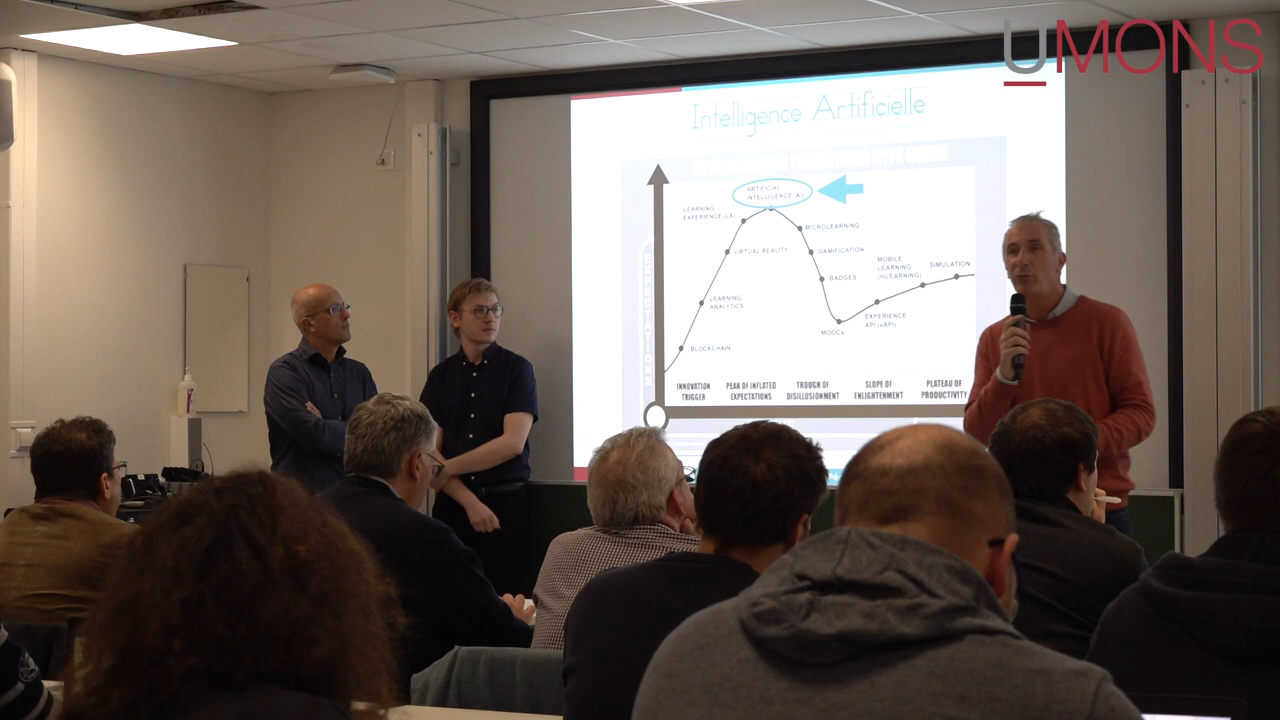 UMONS
Intelligence Artificielle
ARTIFICIAL
INTELLIGENCE (AI)
LEARNING
EXPERIENCE (LX)
MICROLEARNING
VIRTUAL REALITY
GAMIFICATION
MOBILE
LEARNING
(MLEARNING)
SIMULATION
BADGES
LEARNING
ANALYTICS
EXPERIENCE
API (xAPI)
MOOCs
BLOCKCHAIN
EXPECTATIONS
INNOVATION
TRIGGER
PEAK OF INFLATED
EXPECTATIONS
TROUGH OF
DISILLUSIONMENT
SLOPE OF
ENLIGHTENMENT
PLATEAU OF
PRODUCTIVITY